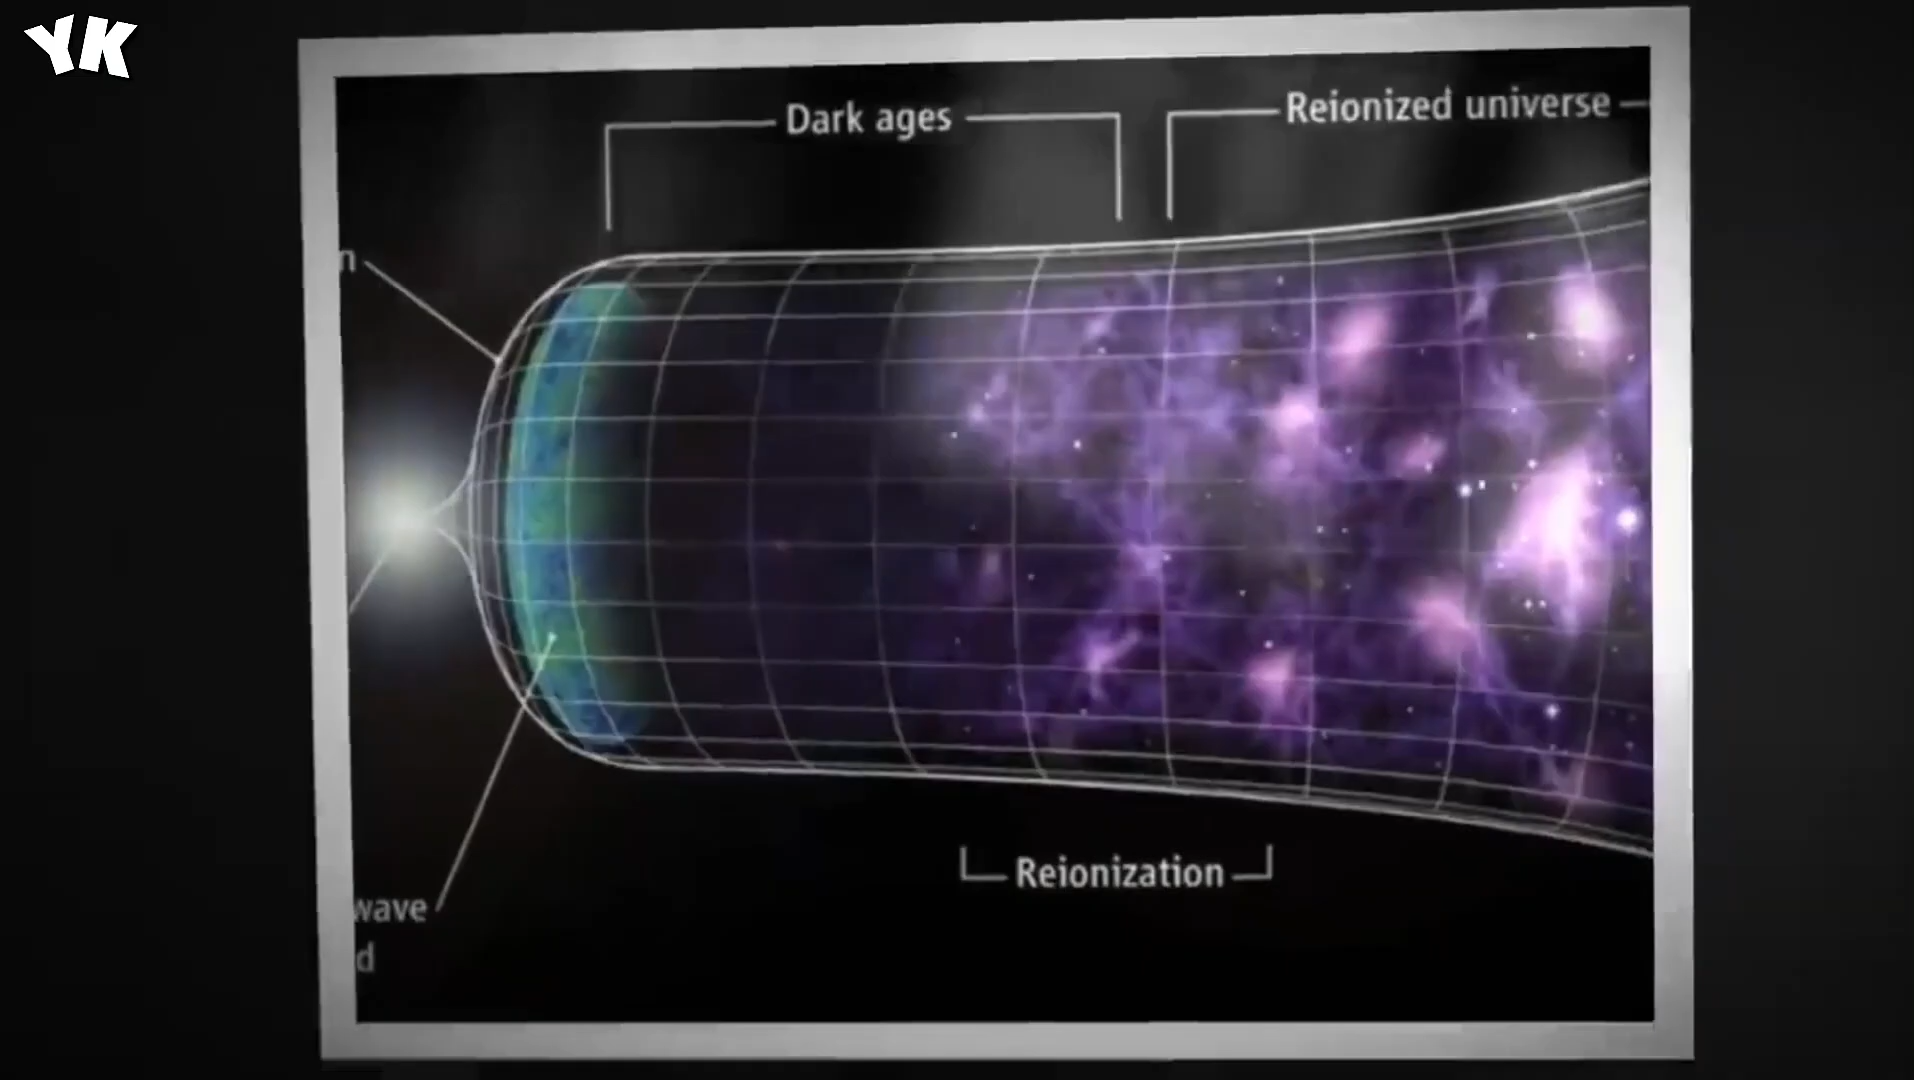 YK
Dark ages
Reionized universe
n
Reionization
wave
d